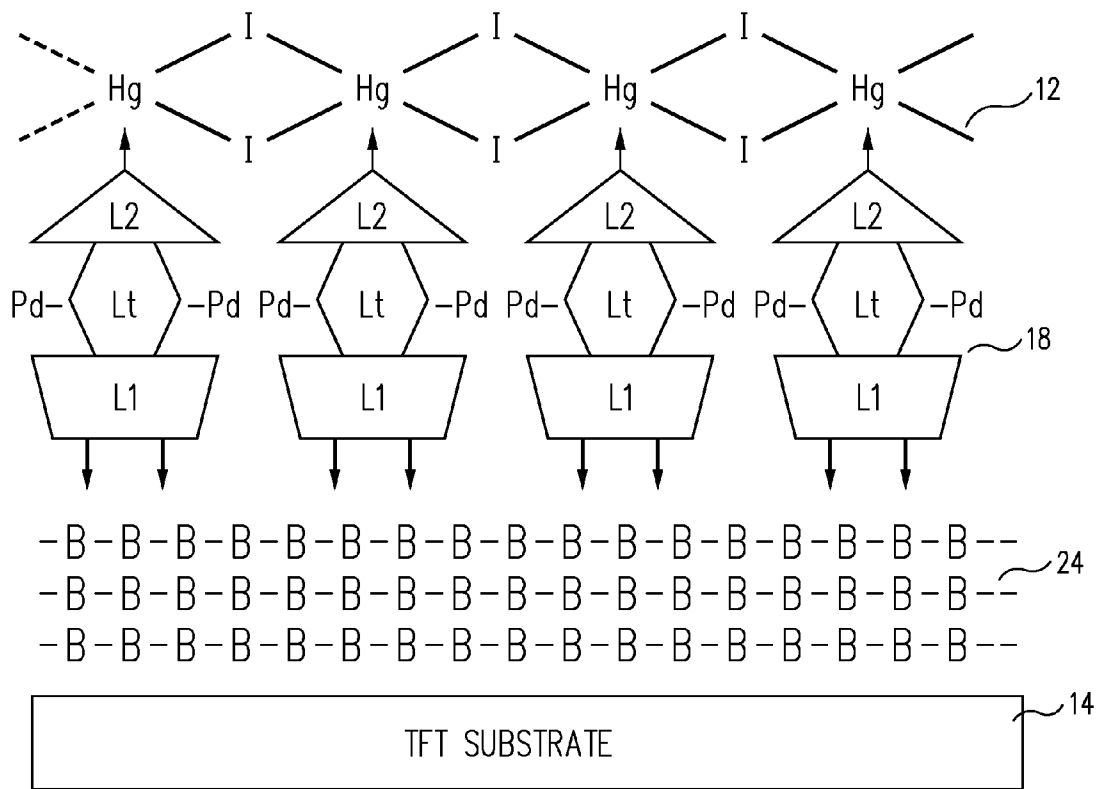 I I I
Hg Hg Hg Hg
12
I I I
L2 L2 L2 L2
Pd- Lt -Pd Pd- Lt -Pd Pd- Lt -Pd Pd- Lt -Pd
18
L1 L1 L1 L1
-B-B-B-B-B-B-B-B-B-B-B-B-B-B-B-B-B--
24
-B-B-B-B-B-B-B-B-B-B-B-B-B-B-B-B-B--
-B-B-B-B-B-B-B-B-B-B-B-B-B-B-B-B-B--
14
TFT SUBSTRATE